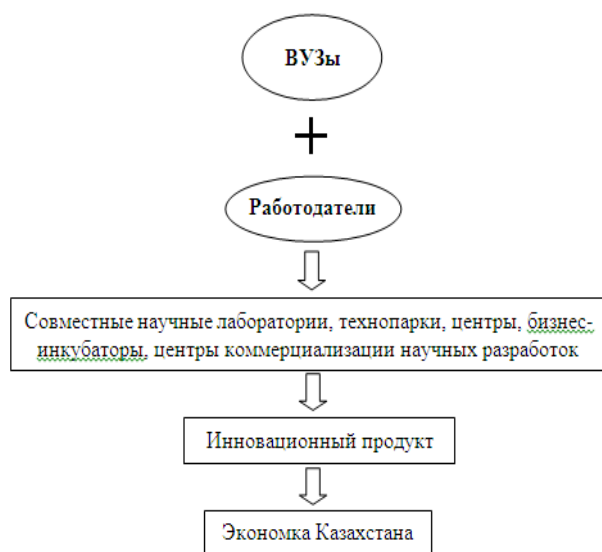 ВУЗы
+
Работодатели
Совместные научные лаборатории, технопарки, центры, бизнес-
инкубаторы, центры коммерциализации научных разработок
Инновационный продукт
Экономка Казахстана